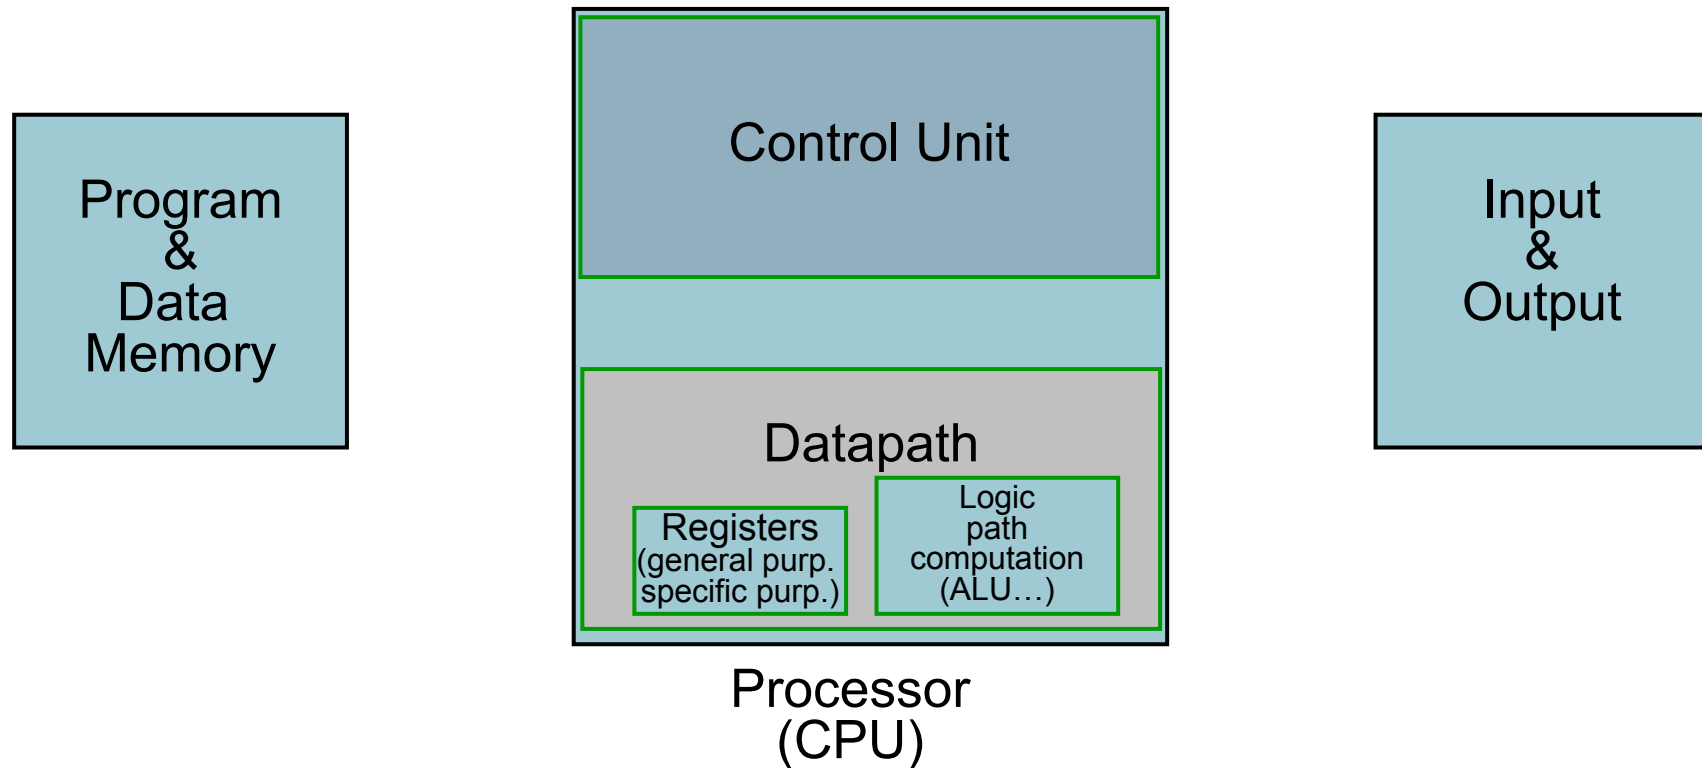 Program
&
Data
Memory
Control Unit
Datapath
Registers
(general purp.
specific purp.)
Logic
path
computation
(ALU…)
Processor
(CPU)
Input
&
Output